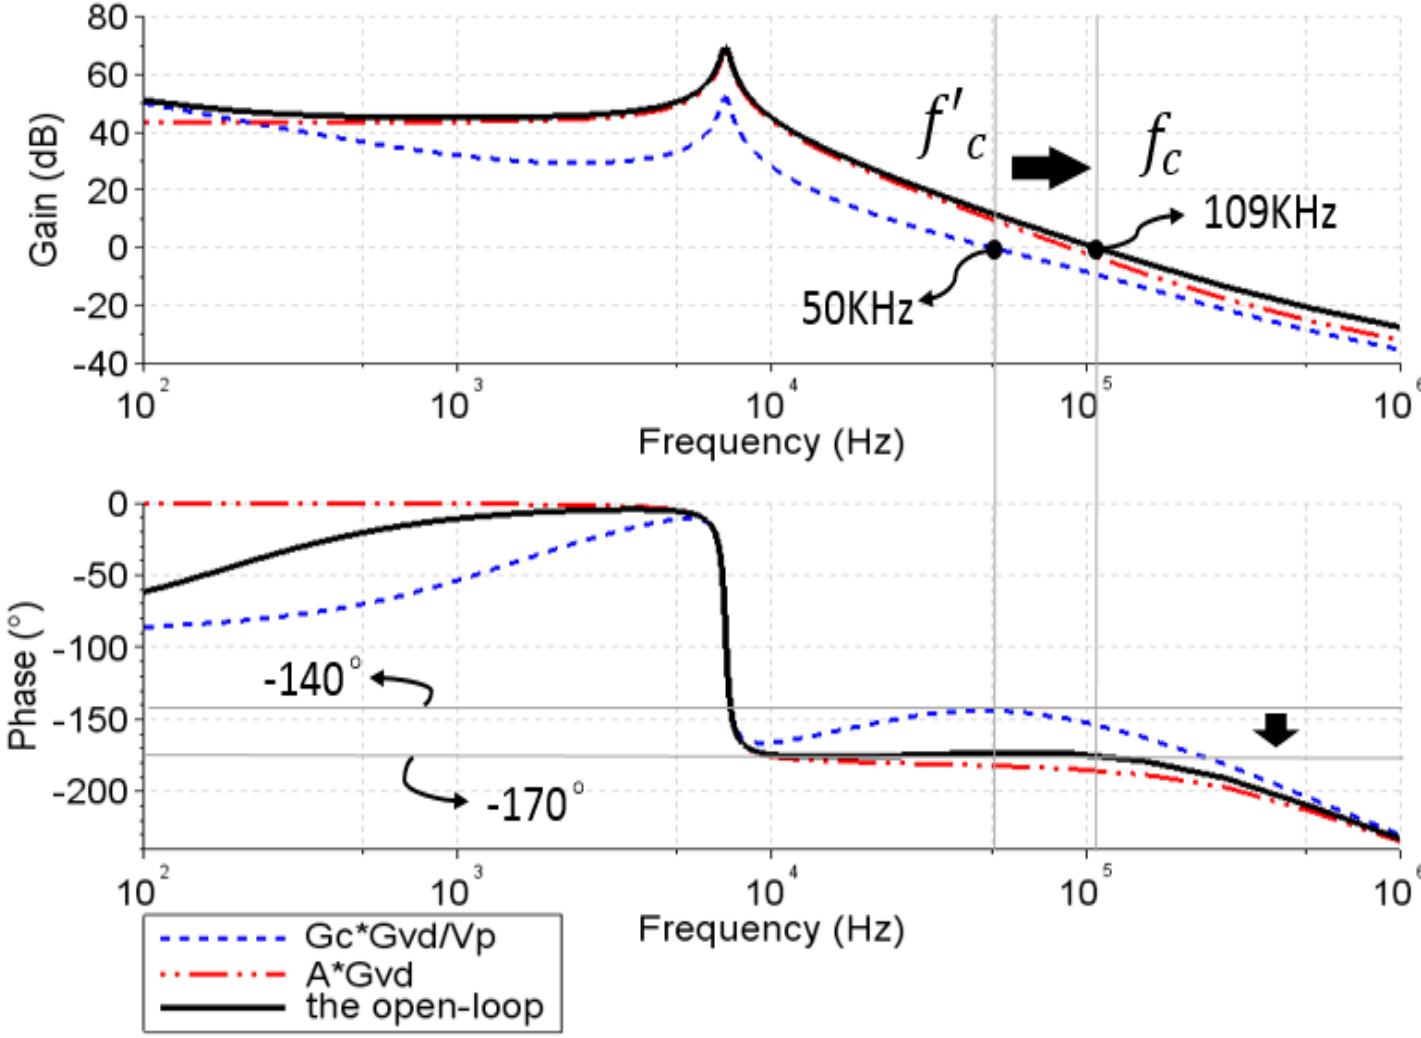 80
60
40
20
0
-20
-40
Gain (dB)
f'c
fc
109KHz
50KHz
10^2
10^3
10^4
10^5
10^6
Frequency (Hz)
0
-50
-100
-150
-200
Phase (°)
-140°
-170°
10^2
10^3
10^4
10^5
10^6
Frequency (Hz)
Gc*Gvd/Vp
A*Gvd
the open-loop